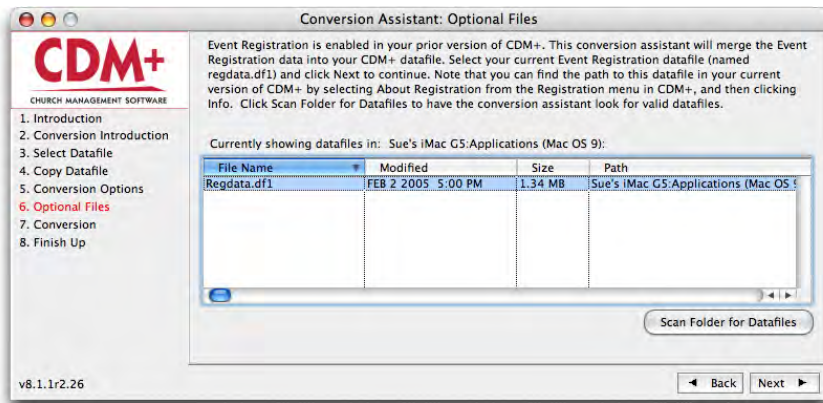 Conversion Assistant: Optional Files
CDM+
CHURCH MANAGEMENT SOFTWARE
1. Introduction
2. Conversion Introduction
3. Select Datafile
4. Copy Datafile
5. Conversion Options
6. Optional Files
7. Conversion
8. Finish Up
v8.1.1r2.26
Event Registration is enabled in your prior version of CDM+. This conversion assistant will merge the Event
Registration data into your CDM+ datafile. Select your current Event Registration datafile (named
regdata.df1) and click Next to continue. Note that you can find the path to this datafile in your current
version of CDM+ by selecting About Registration from the Registration menu in CDM+, and then clicking
Info. Click Scan Folder for Datafiles to have the conversion assistant look for valid datafiles.
Currently showing datafiles in: Sue's iMac G5:Applications (Mac OS 9):
File Name Modified Size Path
Regdata.df1 FEB 2 2005 5:00 PM 1.34 MB Sue's iMac G5:Applications (Mac OS
Scan Folder for Datafiles
Back Next